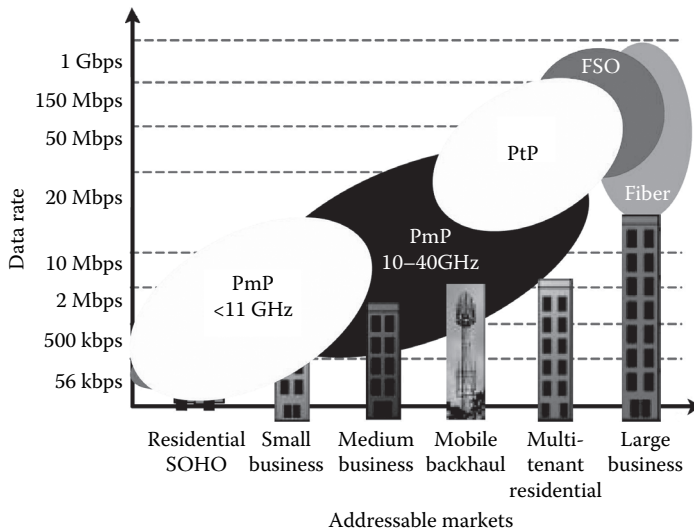 1 Gbps
150 Mbps
50 Mbps
20 Mbps
10 Mbps
2 Mbps
500 kbps
56 kbps
Data rate
FSO
PtP
Fiber
PmP
10–40GHz
PmP
<11 GHz
Residential
SOHO
Small
business
Medium
business
Mobile
backhaul
Multi-
tenant
residential
Large
business
Addressable markets